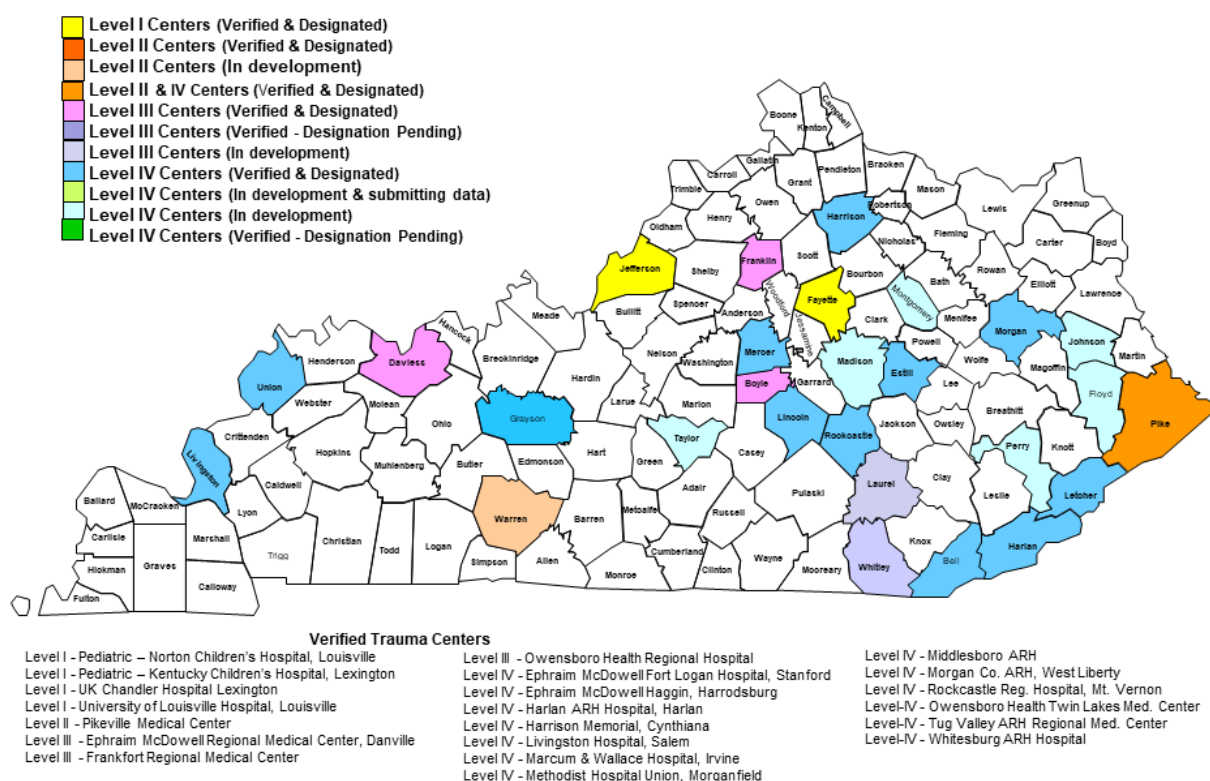 Level I Centers (Verified & Designated)
Level II Centers (Verified & Designated)
Level II Centers (In development)
Level II & IV Centers (Verified & Designated)
Level III Centers (Verified & Designated)
Level III Centers (Verified - Designation Pending)
Level III Centers (In development)
Level IV Centers (Verified & Designated)
Level IV Centers (In development & submitting data)
Level IV Centers (In development)
Level IV Centers (Verified - Designation Pending)
Boone
Kenton
Campbell
Gallatin
Carroll
Trimble
Grant
Pendleton
Braoken
Mason
Robertson
Lewis
Greenup
Owen
Henry
Oldham
Harrison
Fleming
Carter
Boyd
Jefferson
Shelby
Franklin
Soott
Nioholas
Bourbon
Bath
Rowan
Elliott
Lawrence
Spencer
Anderson
Woodford
Fayette
Montgomery
Clark
Menifee
Morgan
Johnson
Martin
Bullitt
Meade
Hancock
Breokinridge
Nelson
Washington
Meroer
Jessamine
Madison
Powell
Estill
Wolfe
Magoffin
Floyd
Pike
Henderson
Daviess
Union
Webster
Molean
Ohio
Hardin
Larue
Marion
Boyle
Garrard
Lee
Breathitt
Knott
Grayson
Linooln
Rookoastle
Jaokson
Owsley
Perry
Crittenden
Livingston
Hopkins
Muhlenberg
Butler
Edmonson
Hart
Green
Taylor
Casey
Pulaski
Laurel
Clay
Leslie
Letoher
Ballard
MoCraoken
Caldwell
Lyon
Warren
Barren
Metoalfe
Adair
Russell
Knox
Harlan
Carlisle
Graves
Marshall
Trigg
Christian
Todd
Logan
Simpson
Allen
Monroe
Cumberland
Clinton
Wayne
MoCreary
Whitley
Bell
Hiokman
Fulton
Calloway
Verified Trauma Centers
Level I - Pediatric – Norton Children's Hospital, Louisville
Level I - Pediatric – Kentucky Children's Hospital, Lexington
Level I - UK Chandler Hospital Lexington
Level I - University of Louisville Hospital, Louisville
Level II - Pikeville Medical Center
Level III - Ephraim McDowell Regional Medical Center, Danville
Level III - Frankfort Regional Medical Center
Level III - Owensboro Health Regional Hospital
Level IV - Ephraim McDowell Fort Logan Hospital, Stanford
Level IV - Ephraim McDowell Haggin, Harrodsburg
Level IV - Harlan ARH Hospital, Harlan
Level IV - Harrison Memorial, Cynthiana
Level IV - Livingston Hospital, Salem
Level IV - Marcum & Wallace Hospital, Irvine
Level IV - Methodist Hospital Union, Morganfield
Level IV - Middlesboro ARH
Level IV - Morgan Co. ARH, West Liberty
Level IV - Rockcastle Reg. Hospital, Mt. Vernon
Level-IV - Owensboro Health Twin Lakes Med. Center
Level-IV - Tug Valley ARH Regional Med. Center
Level-IV - Whitesburg ARH Hospital